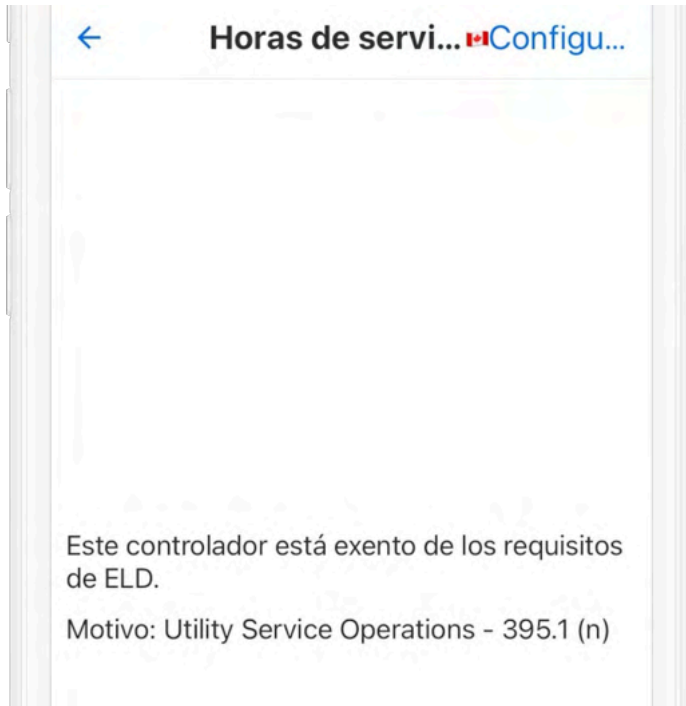 Horas de servi... Configu...
Este controlador está exento de los requisitos
de ELD.
Motivo: Utility Service Operations - 395.1 (n)